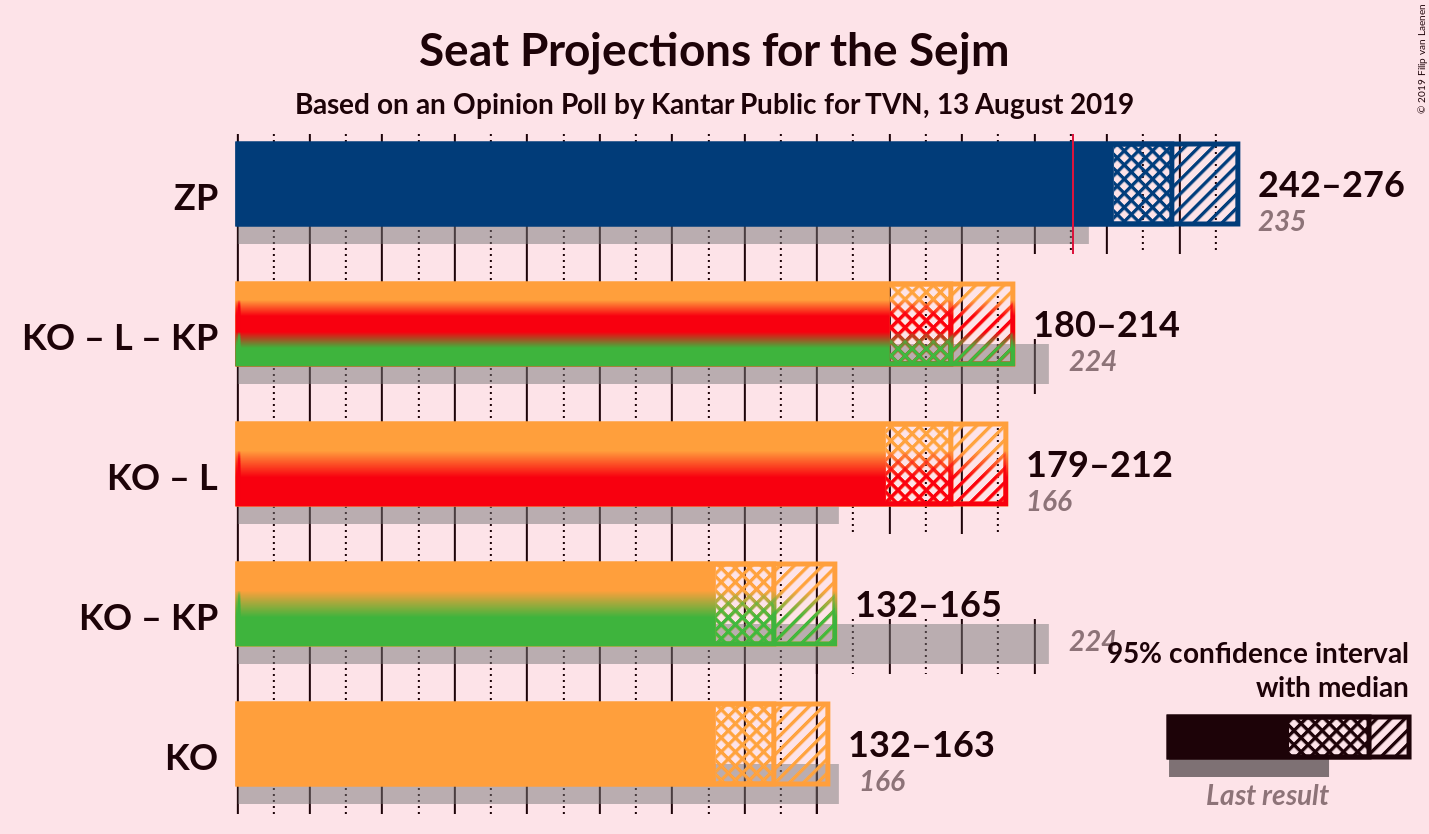 Seat Projections for the Sejm
Based on an Opinion Poll by Kantar Public for TVN, 13 August 2019
© 2019 Filip van Laenen
ZP
242–276
235
KO – L – KP
180–214
224
KO – L
179–212
166
KO – KP
132–165
224
KO
132–163
166
95% confidence interval
with median
Last result